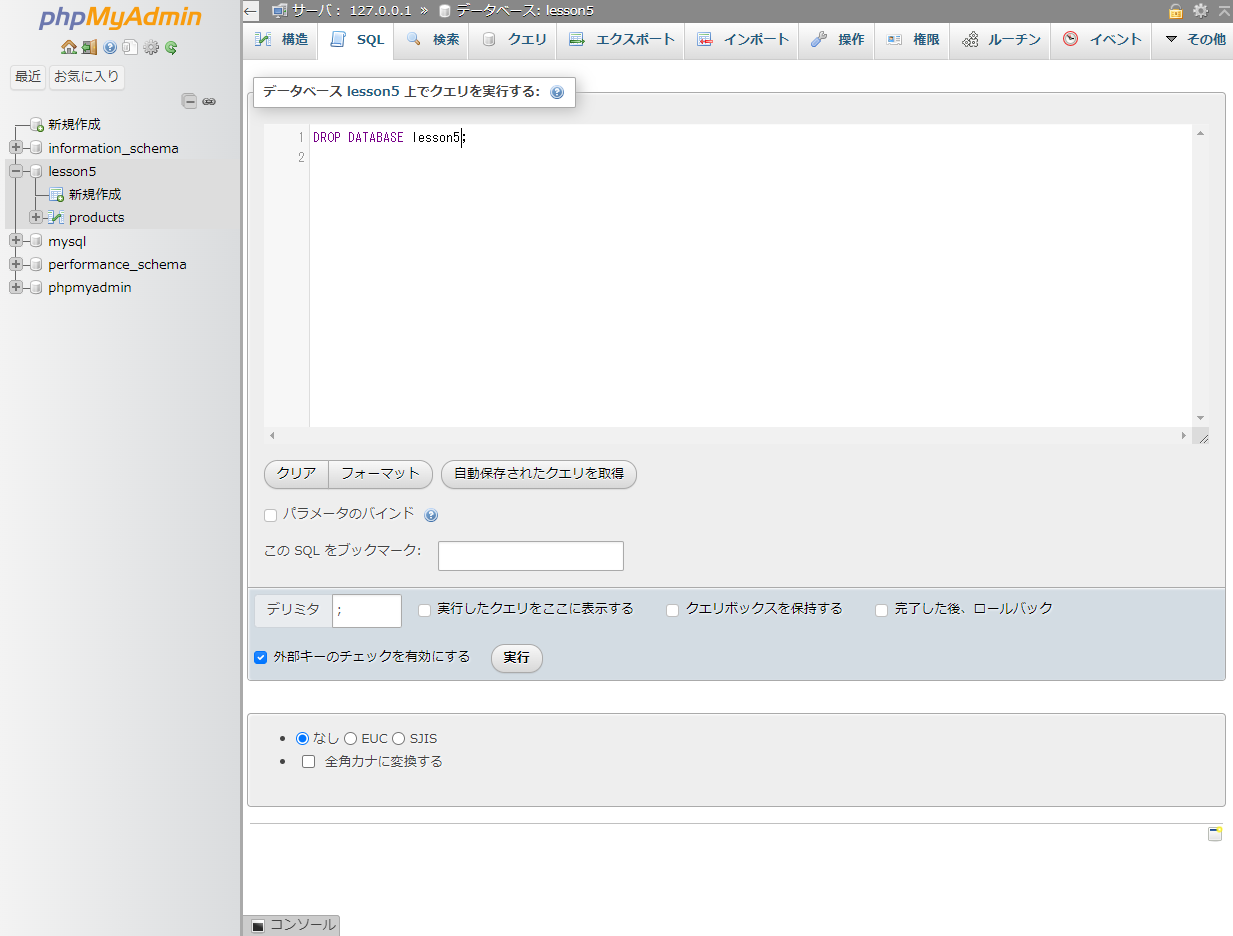 phpMyAdmin
最近 お気に入り
新規作成
information_schema
lesson5
新規作成
products
mysql
performance_schema
phpmyadmin
サーバ: 127.0.0.1 » データベース: lesson5
構造 SQL 検索 クエリ エクスポート インポート 操作 権限 ルーチン イベント その他
データベース lesson5 上でクエリを実行する:
1 DROP DATABASE lesson5;
2
クリア フォーマット 自動保存されたクエリを取得
パラメータのバインド
この SQL をブックマーク:
デリミタ ; 実行したクエリをここに表示する クエリボックスを保持する 完了した後、ロールバック
外部キーのチェックを有効にする 実行
なし EUC SJIS
全角カナに変換する
コンソール